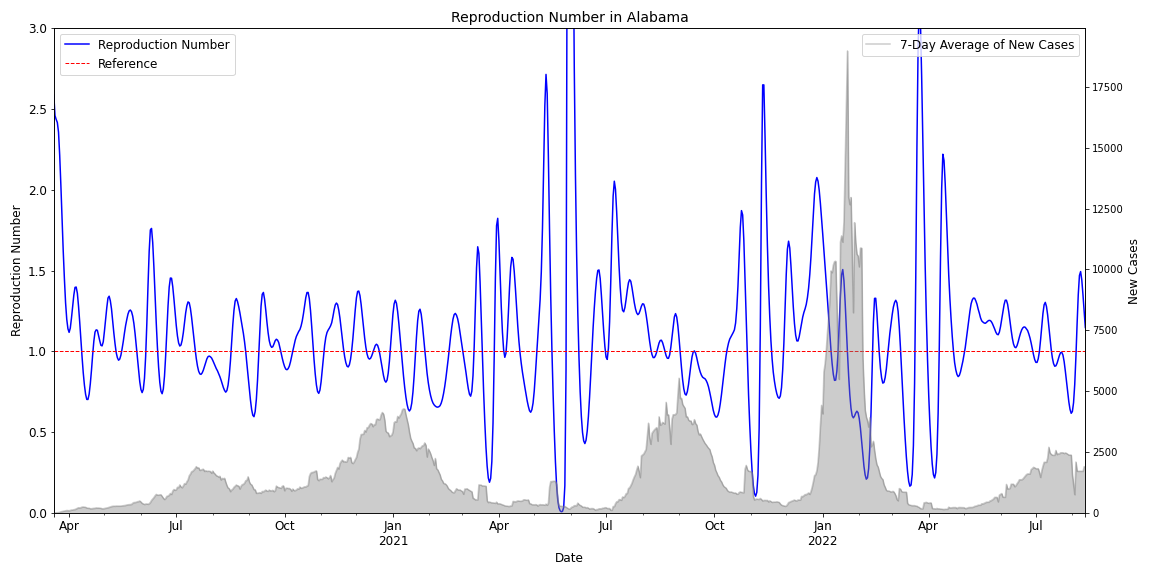 Reproduction Number in Alabama
Reproduction Number
Reference
7-Day Average of New Cases
3.0
2.5
2.0
1.5
1.0
0.5
0.0
Reproduction Number
17500
15000
12500
10000
7500
5000
2500
0
New Cases
Apr Jul Oct Jan Apr Jul Oct Jan Apr Jul
2021 2022
Date